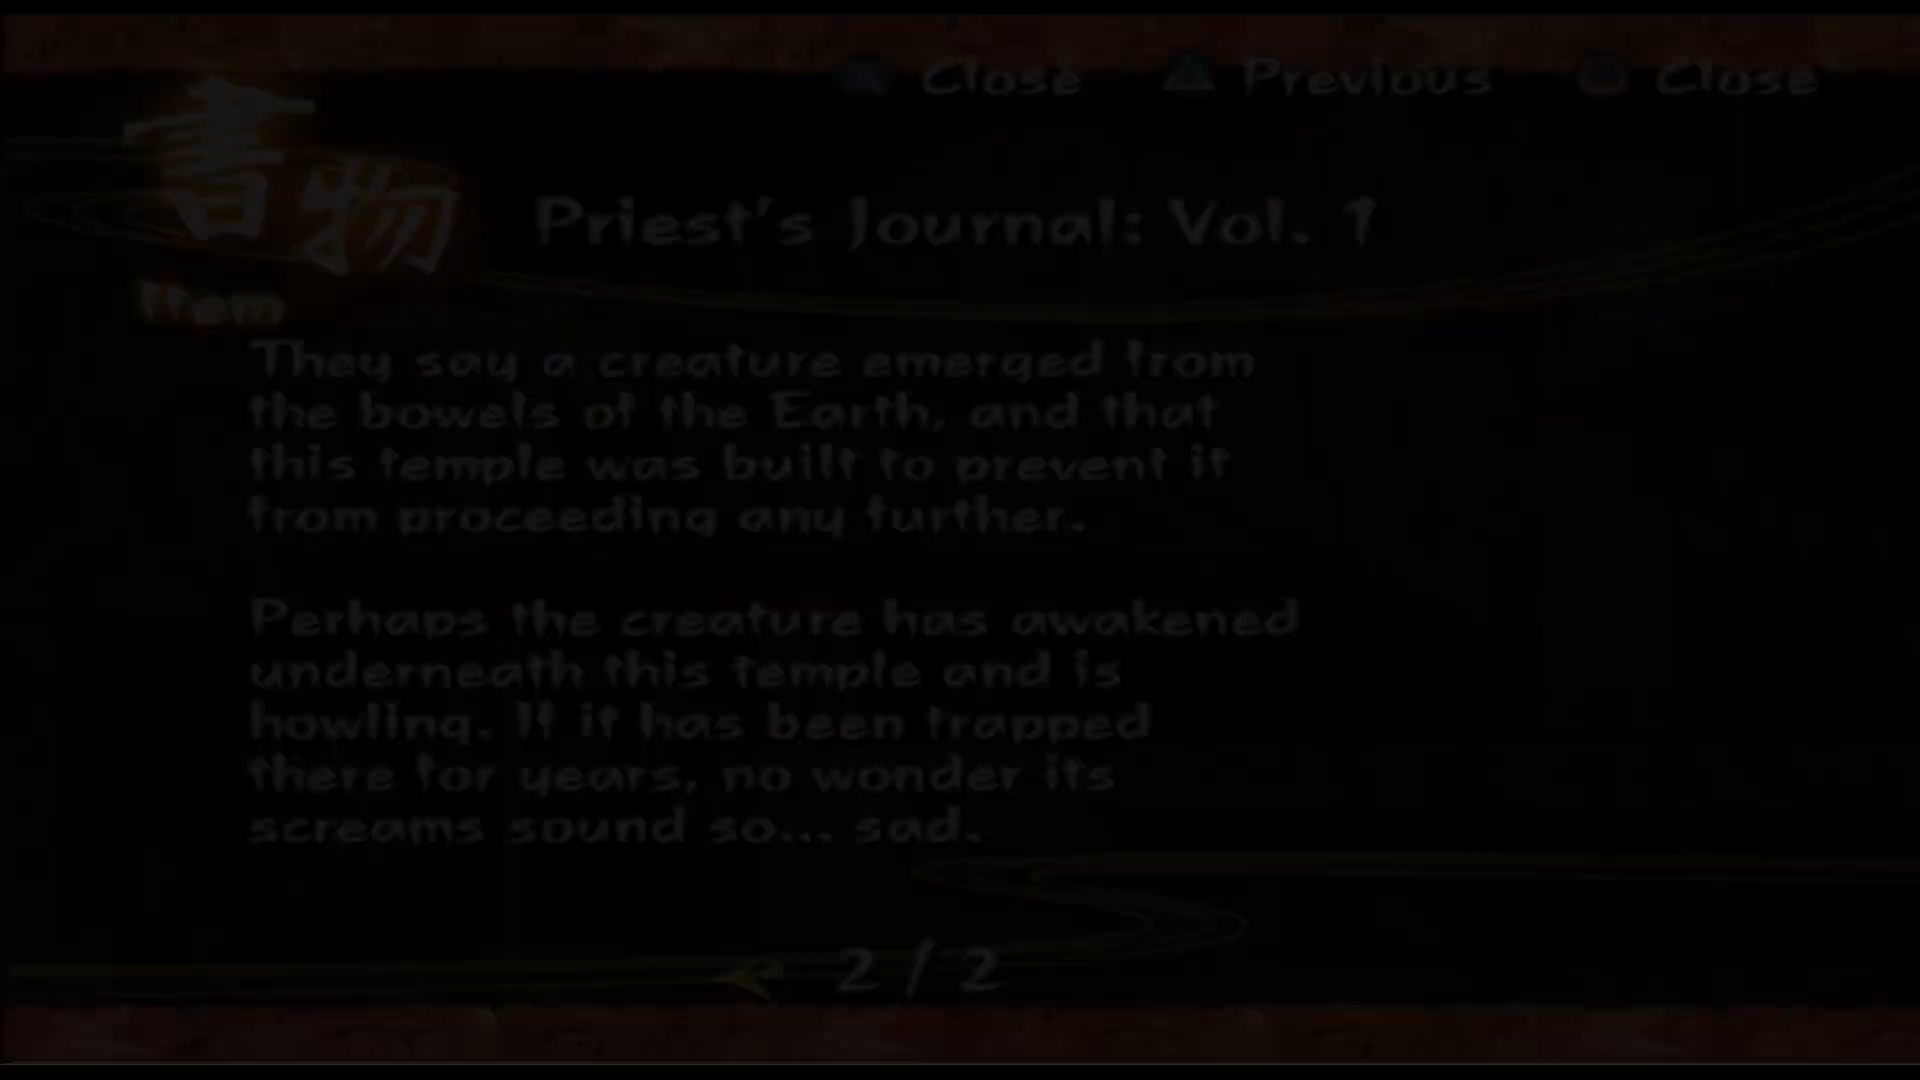 Close Previous Close
書物
Item
Priest's Journal: Vol. 1
They say a creature emerged from
the bowels of the Earth, and that
this temple was built to prevent it
from proceeding any further.
Perhaps the creature has awakened
underneath this temple and is
howling. If it has been trapped
there for years, no wonder its
screams sound so... sad.
2 / 2